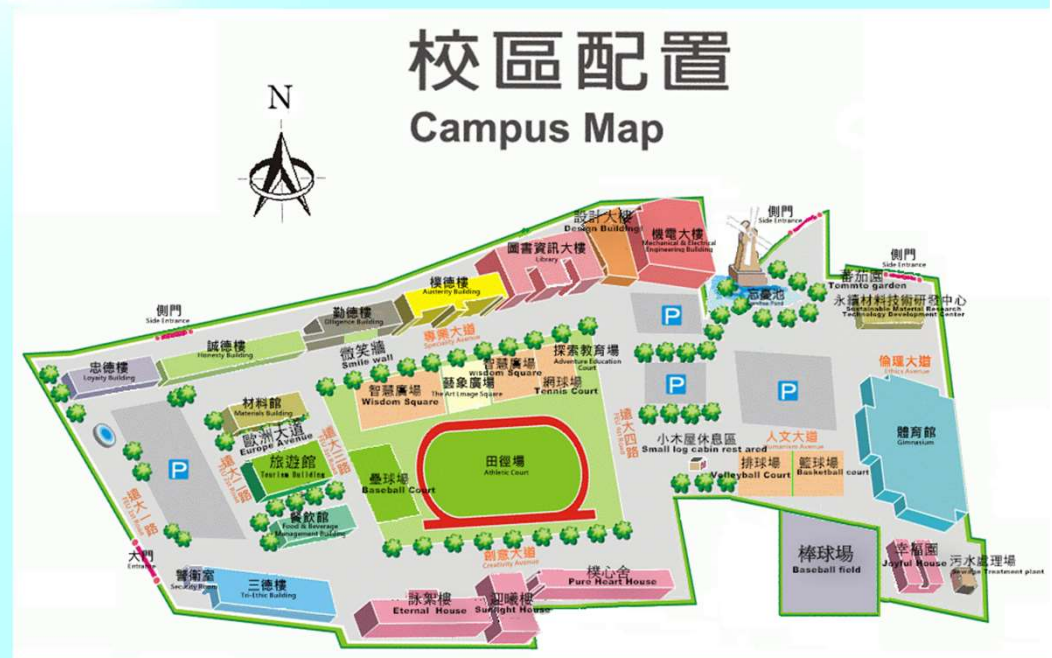 校區配置
Campus Map
N
側門
Side Entrance
設計大樓
Design Building
機電大樓
Mechanical & Electrical
Engineering Building
圖書資訊大樓
Library
側門
Side Entrance
蕃茄園
Tommto garden
忘憂池
永續材料技術研發中心
Sustainable Material Research
Technology Development Center
樸德樓
Austerity Building
勤德樓
Diligence Building
側門
Side Entrance
誠德樓
Honesty Building
忠德樓
Loyalty Building
專業大道
Specialty Avenue
微笑牆
Smile wall
探索教育場
Adventure Education
Court
智慧廣場
wisdom Square
智慧廣場
Wisdom Square
藝象廣場
The Art Lmage Square
網球場
Tennis Court
P
P
P
P
倫理大道
Ethics Avenue
體育館
Gimnasium
材料館
Materials Building
歐洲大道
Europe Avenue
旅遊館
Tourism Building
遠大一路
遠大二路
遠大三路
遠大四路
壘球場
Baseball Court
田徑場
Athletic Court
小木屋休息區
Small log cabin rest ared
人文大道
Humanism Avenue
排球場
Volleyball Court
籃球場
Basketball court
餐飲館
Food & Beverage
Management Building
創意大道
Creativity Avenue
大門
Entrance
警衛室
Security Room
三德樓
Tri-Ethic Building
詠絮樓
Eternal House
迎曦樓
Sunlight House
樸心舍
Pure Heart House
棒球場
Baseball field
幸福園
Joyful House
污水處理場
Sewage Treatment plant